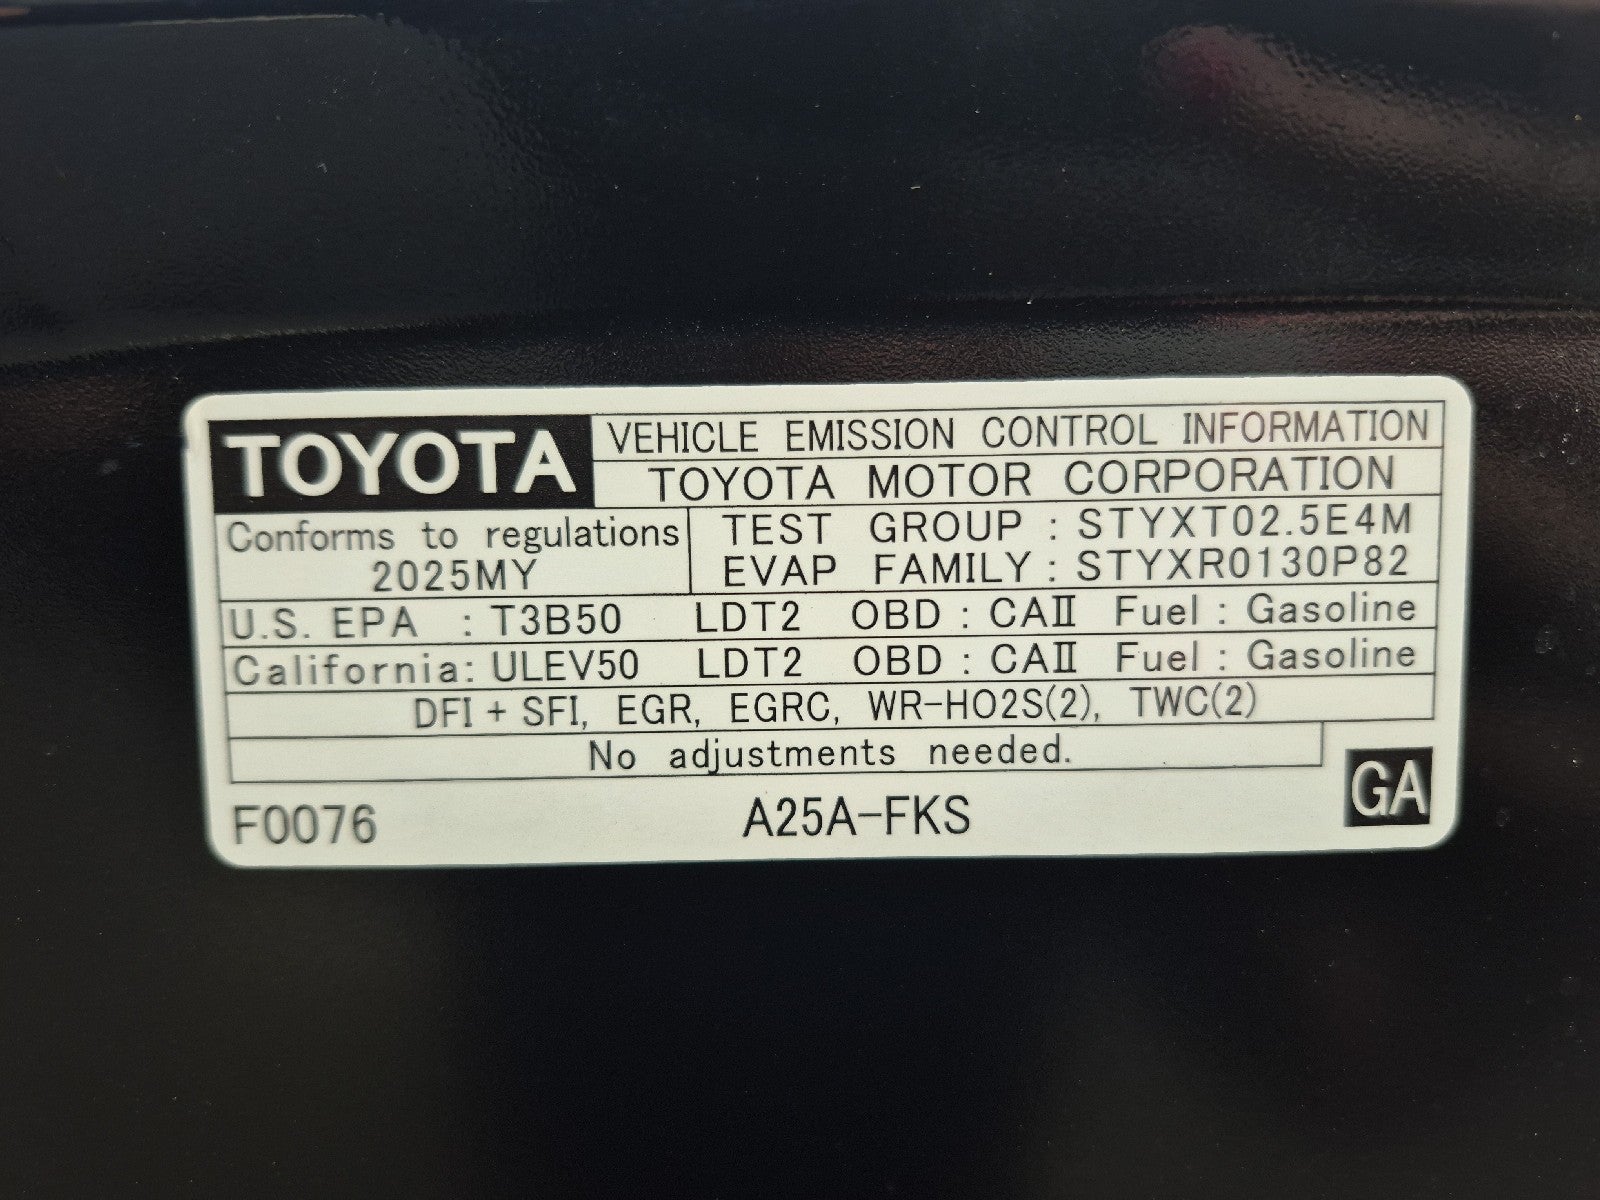 TOYOTA
VEHICLE EMISSION CONTROL INFORMATION
TOYOTA MOTOR CORPORATION
Conforms to regulations
2025MY
TEST GROUP : STYXT02.5E4M
EVAP FAMILY : STYXR0130P82
U.S. EPA : T3B50 LDT2 OBD : CAⅡ Fuel : Gasoline
California: ULEV50 LDT2 OBD : CAⅡ Fuel : Gasoline
DFI + SFI, EGR, EGRC, WR-HO2S(2), TWC(2)
No adjustments needed.
GA
F0076 A25A-FKS